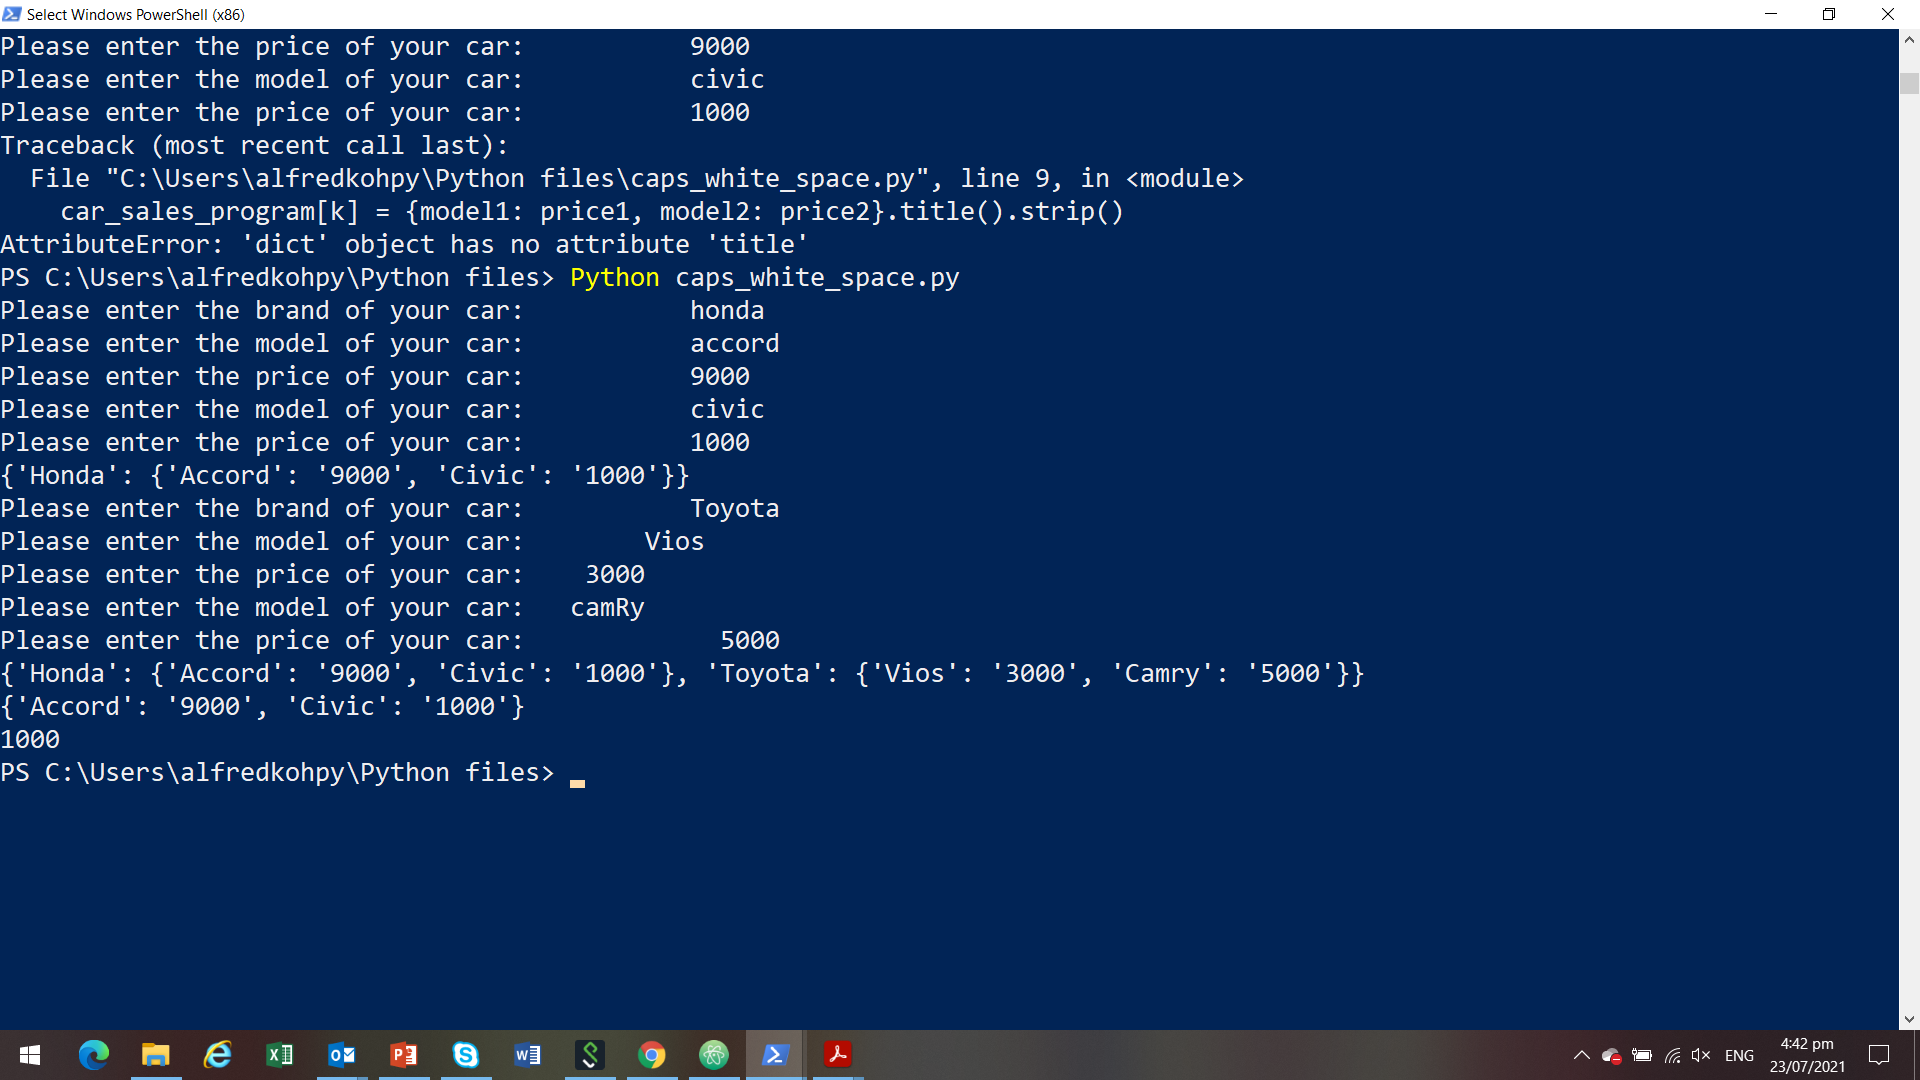 Select Windows PowerShell (x86)
Please enter the price of your car:           9000
Please enter the model of your car:           civic
Please enter the price of your car:           1000
Traceback (most recent call last):
  File "C:\Users\alfredkohpy\Python files\caps_white_space.py", line 9, in <module>
    car_sales_program[k] = {model1: price1, model2: price2}.title().strip()
AttributeError: 'dict' object has no attribute 'title'
PS C:\Users\alfredkohpy\Python files> Python caps_white_space.py
Please enter the brand of your car:           honda
Please enter the model of your car:           accord
Please enter the price of your car:           9000
Please enter the model of your car:           civic
Please enter the price of your car:           1000
{'Honda': {'Accord': '9000', 'Civic': '1000'}}
Please enter the brand of your car:           Toyota
Please enter the model of your car:        Vios
Please enter the price of your car:    3000
Please enter the model of your car:   camRy
Please enter the price of your car:             5000
{'Honda': {'Accord': '9000', 'Civic': '1000'}, 'Toyota': {'Vios': '3000', 'Camry': '5000'}}
{'Accord': '9000', 'Civic': '1000'}
1000
PS C:\Users\alfredkohpy\Python files>
ENG
4:42 pm
23/07/2021